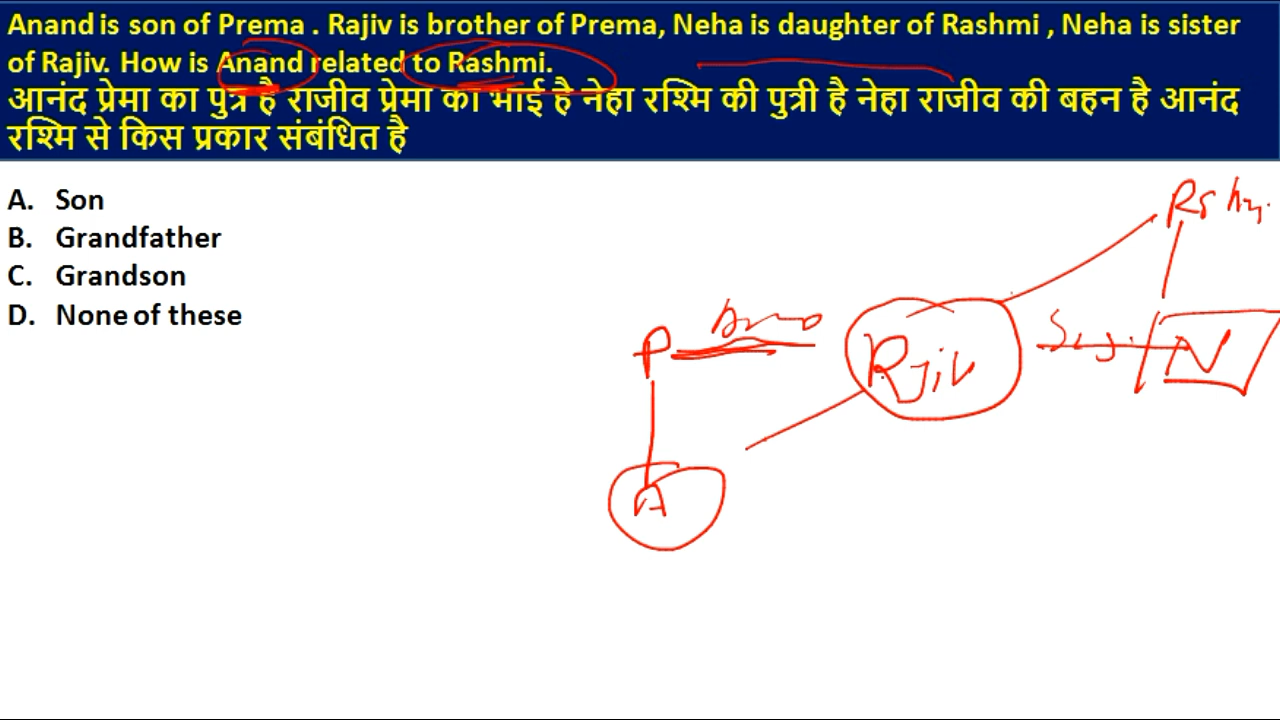 Anand is son of Prema . Rajiv is brother of Prema, Neha is daughter of Rashmi , Neha is sister
of Rajiv. How is Anand related to Rashmi.
आनंद प्रेमा का पुत्र है राजीव प्रेमा का भाई है नेहा रश्मि की पुत्री है नेहा राजीव की बहन है आनंद
रश्मि से किस प्रकार संबंधित है
A. Son
B. Grandfather
C. Grandson
D. None of these
P
Rjiv
N
A